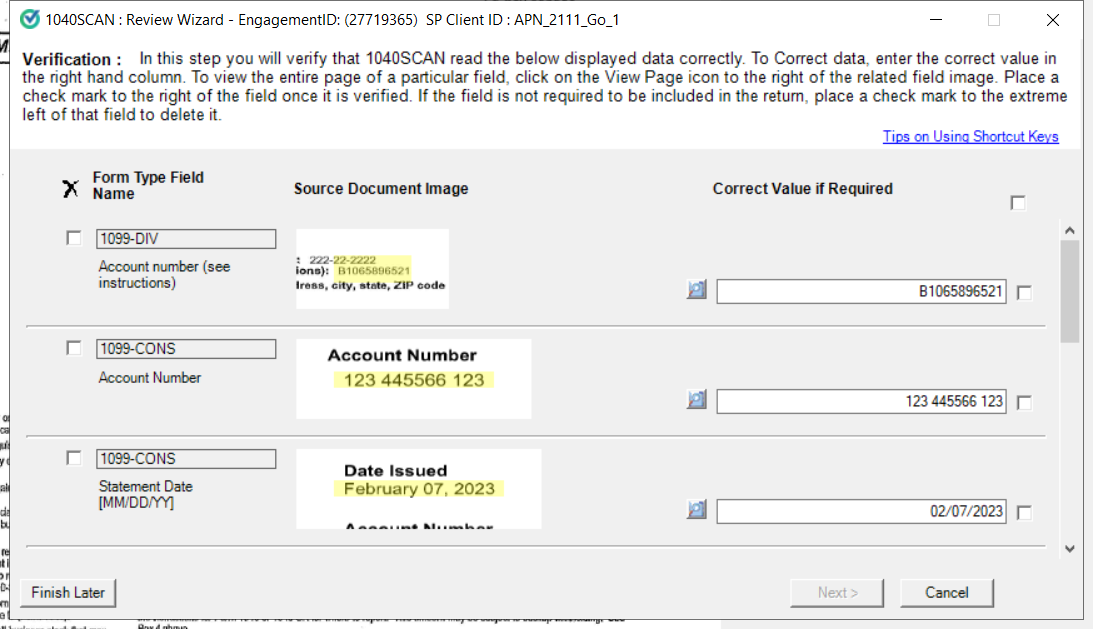 1040SCAN : Review Wizard - EngagementID: (27719365)  SP Client ID : APN_2111_Go_1
Verification :   In this step you will verify that 1040SCAN read the below displayed data correctly. To Correct data, enter the correct value in
the right hand column. To view the entire page of a particular field, click on the View Page icon to the right of the related field image. Place a
check mark to the right of the field once it is verified. If the field is not required to be included in the return, place a check mark to the extreme
left of that field to delete it.
Tips on Using Shortcut Keys
Form Type Field
Name
Source Document Image
Correct Value if Required
1099-DIV
Account number (see
instructions)
: 222-22-2222
ions): B1065896521
dress, city, state, ZIP code
B1065896521
1099-CONS
Account Number
Account Number
123 445566 123
123 445566 123
1099-CONS
Statement Date
[MM/DD/YY]
Date Issued
February 07, 2023
Account Number
02/07/2023
Finish Later
Next >
Cancel